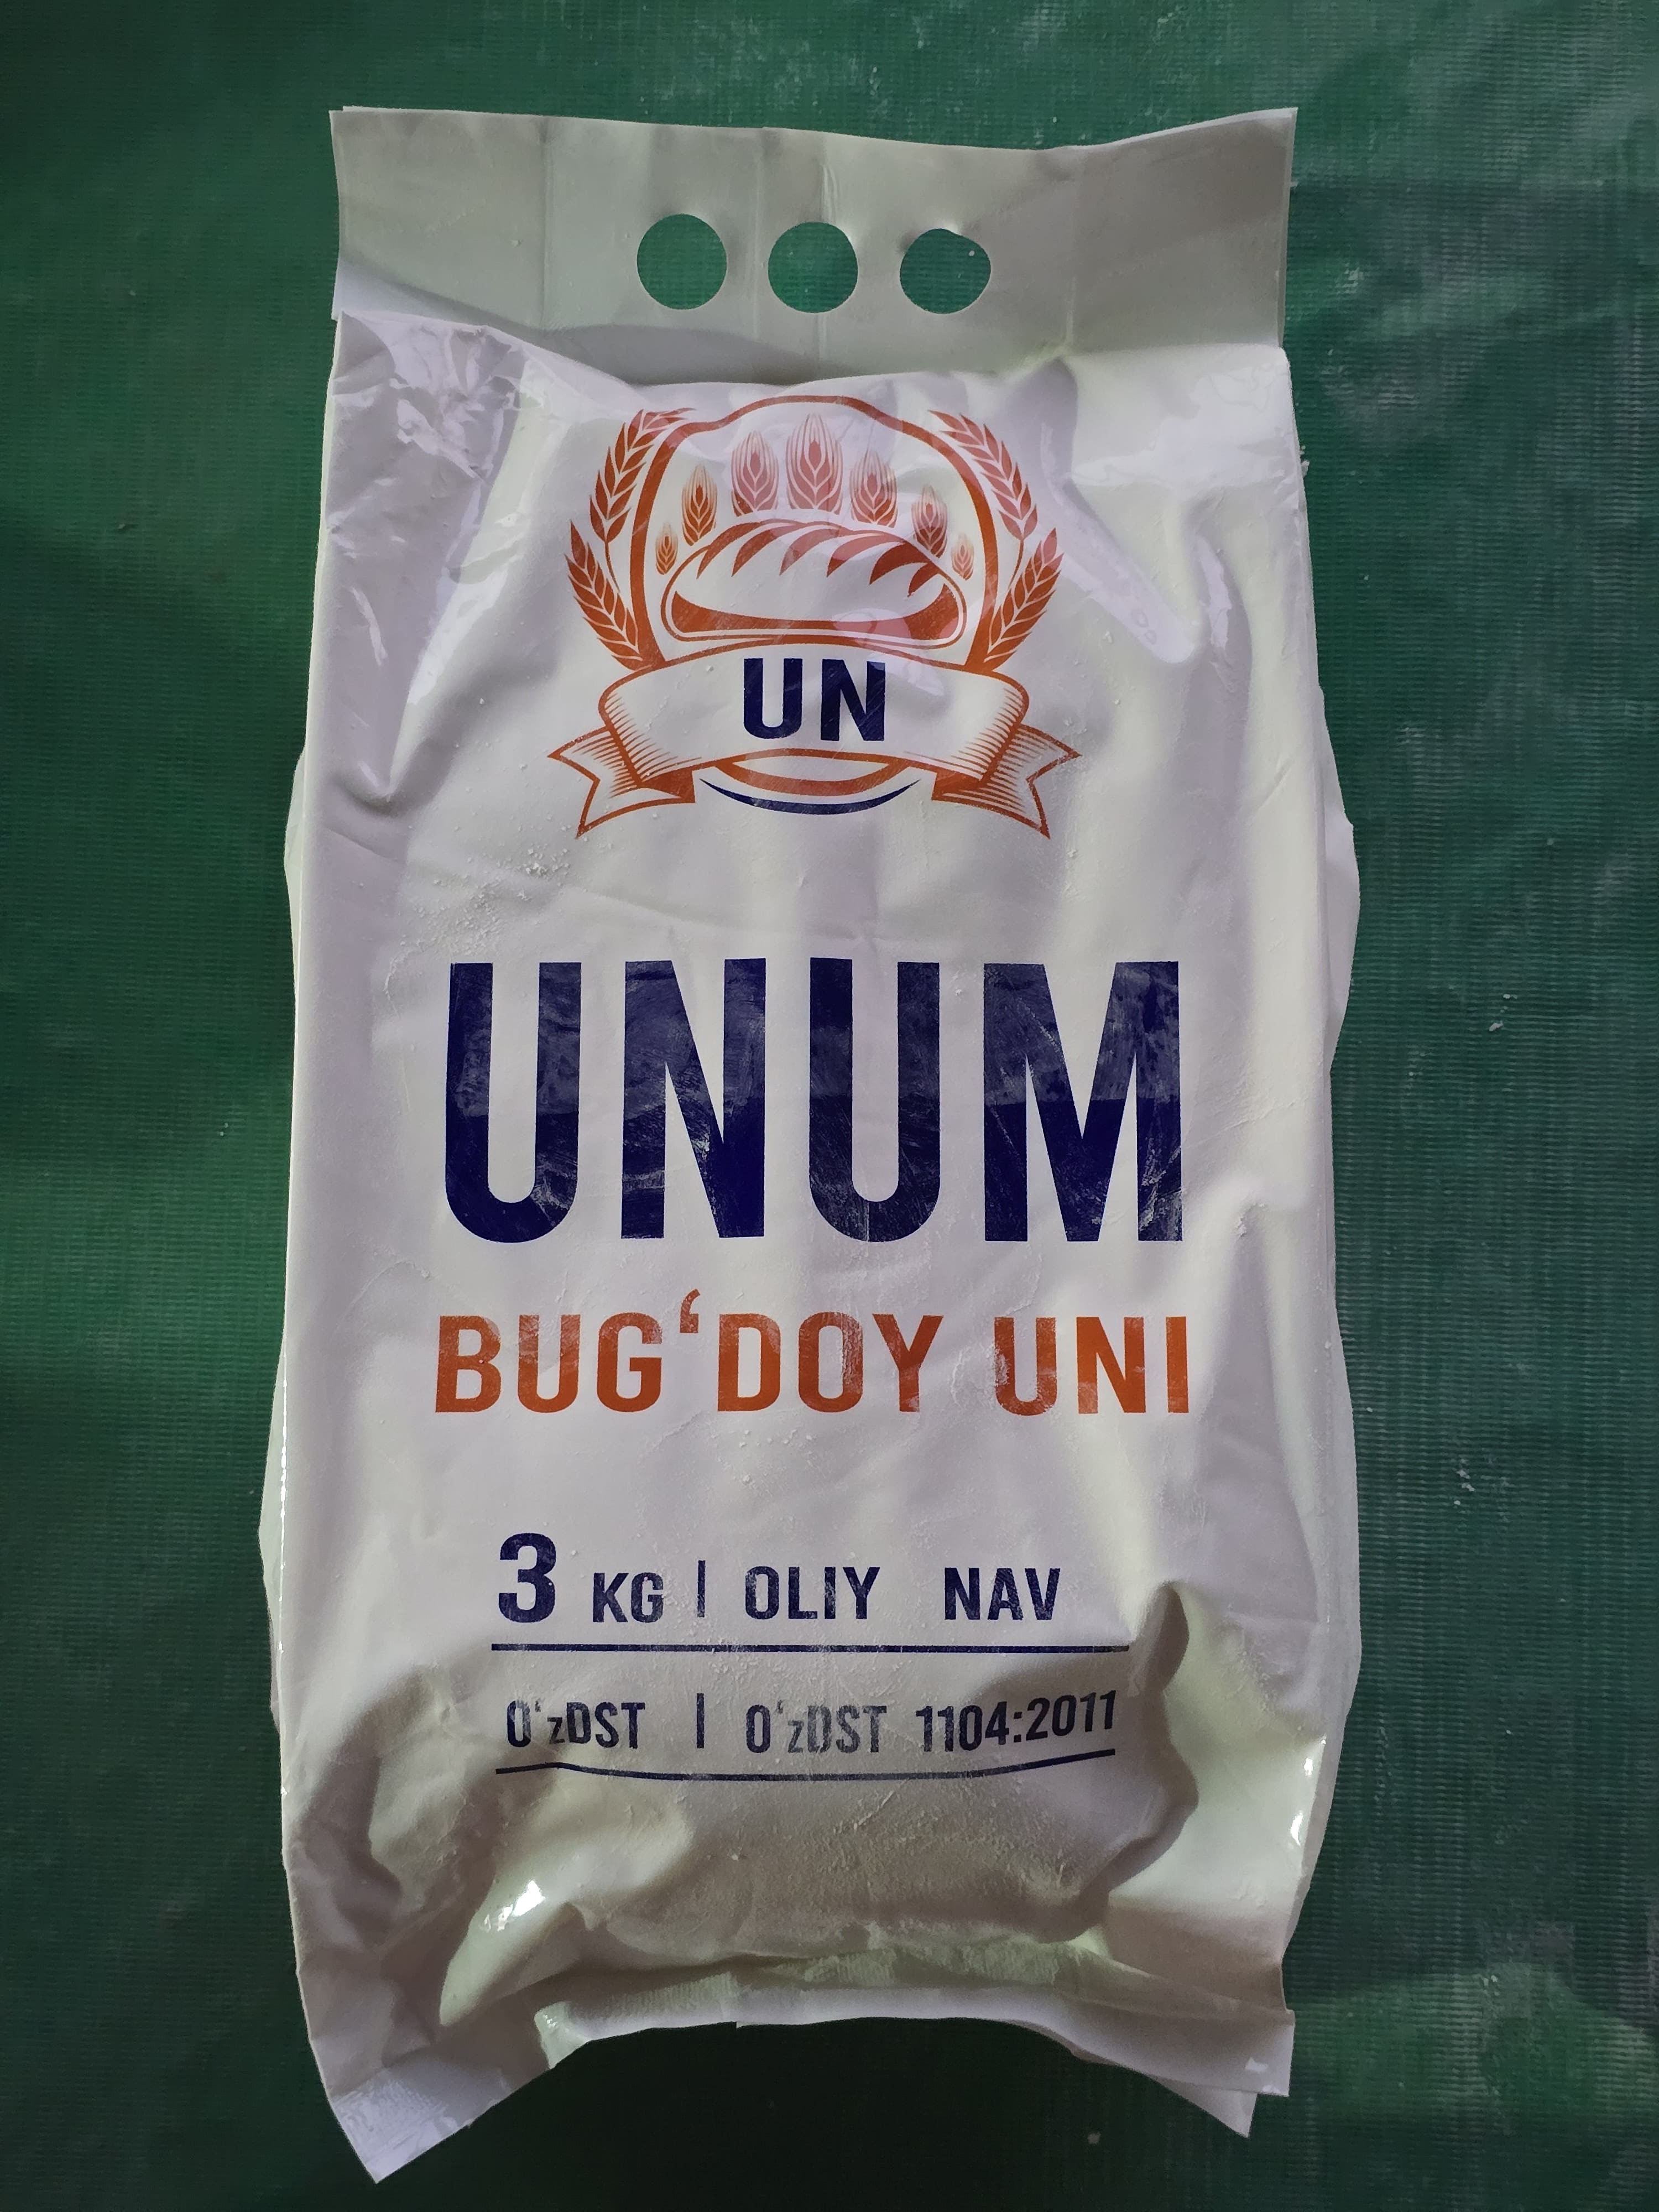 UN
UNUM
BUG‘DOY UNI
3 KG | OLIY NAV
O‘zDST | O‘zDST 1104:2011